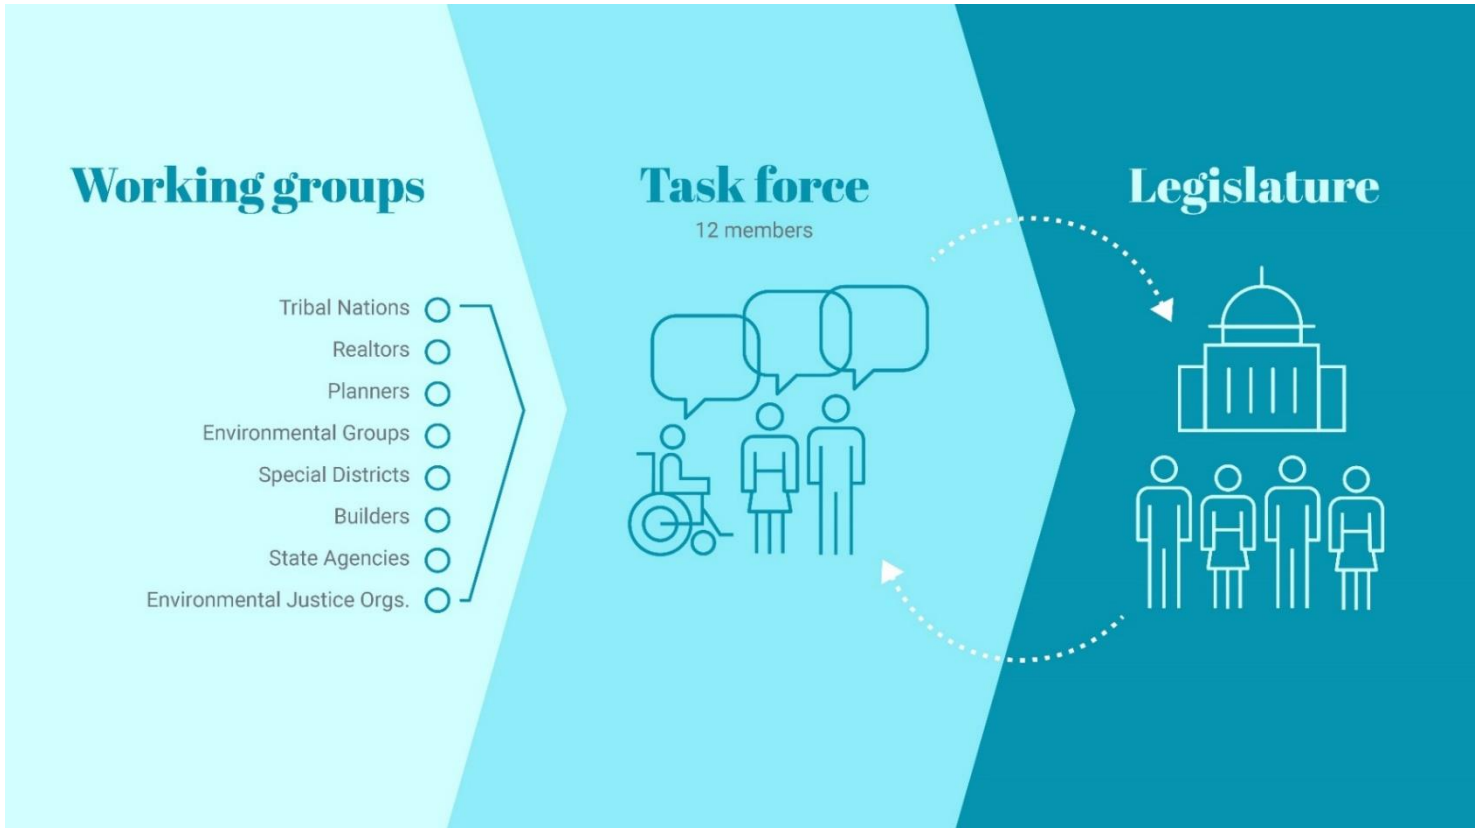 Working groups
Tribal Nations
Realtors
Planners
Environmental Groups
Special Districts
Builders
State Agencies
Environmental Justice Orgs.
Task force
12 members
Legislature